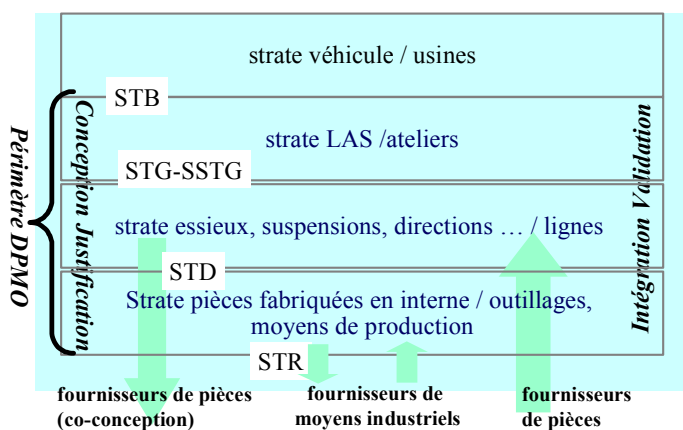 strate véhicule / usines
STB
strate LAS /ateliers
STG-SSTG
strate essieux, suspensions, directions ... / lignes
STD
Strate pièces fabriquées en interne / outillages,
moyens de production
STR
Périmètre DPMO
Conception Justification
Intégration Validation
fournisseurs de pièces
(co-conception)
fournisseurs de
moyens industriels
fournisseurs
de pièces